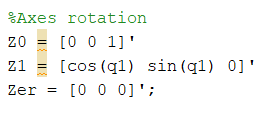 %Axes rotation
Z0 = [0 0 1]'
Z1 = [cos(q1) sin(q1) 0]'
Zer = [0 0 0]';